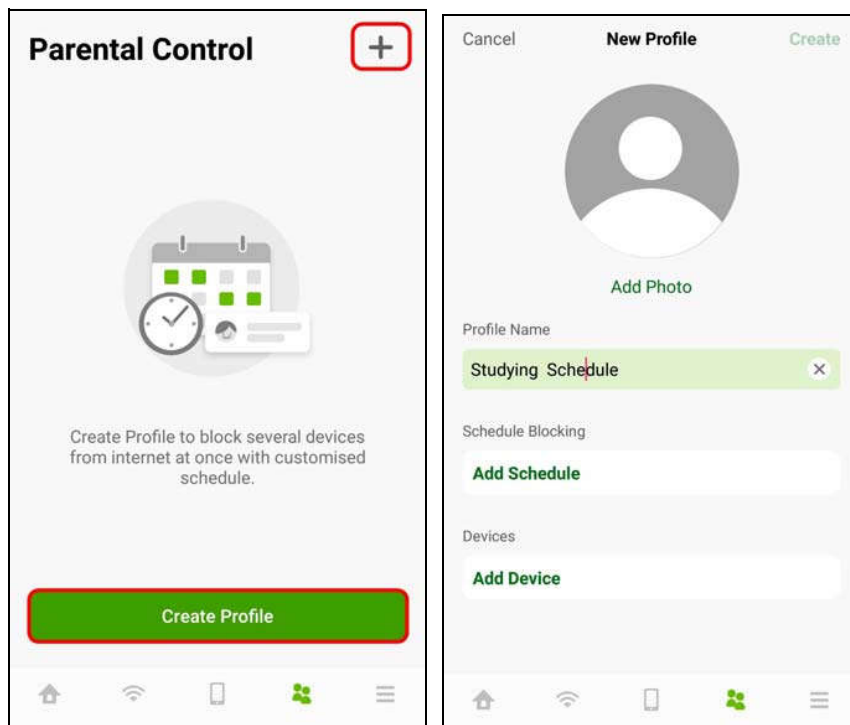 Parental Control
Create Profile to block several devices
from internet at once with customised
schedule.
Create Profile
Cancel New Profile Create
Add Photo
Profile Name
Studying Schedule
Schedule Blocking
Add Schedule
Devices
Add Device